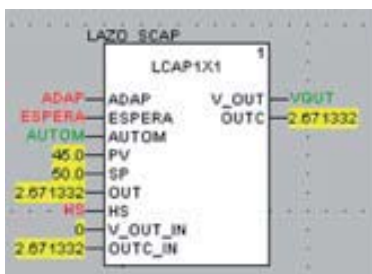 LAZO_SCAP
1
LCAP1X1
ADAP ADAP V_OUT VOUT
ESPERA ESPERA OUTC 2.671332
AUTOM AUTOM
45.0 PV
50.0 SP
2.671332 OUT
HS HS
0 V_OUT_IN
2.671332 OUTC_IN